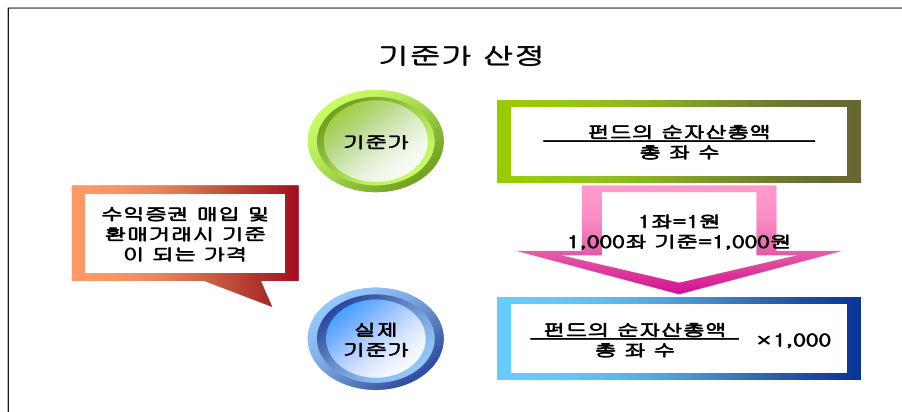 기준가 산정
기준가
펀드의 순자산총액
총 좌 수
수익증권 매입 및
환매거래시 기준
이 되는 가격
1좌=1원
1,000좌 기준=1,000원
실제
기준가
펀드의 순자산총액
총 좌 수
×1,000